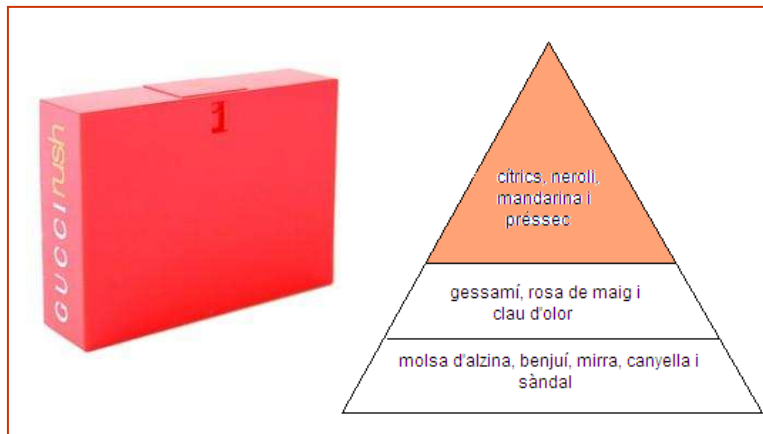 GUCCI rush
1
cítrics, neroli,
mandarina i
préssec
gessamí, rosa de maig i
clau d'olor
molsa d'alzina, benjuí, mirra, canyella i
sàndal